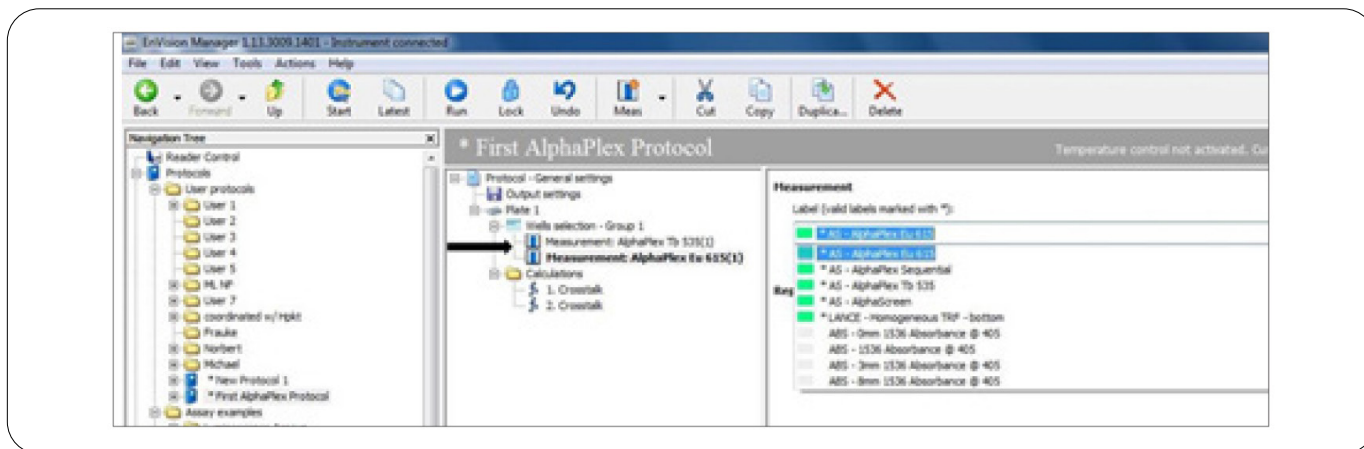 EnVision Manager 1.13.3009.1401 - Instrument connected
File Edit View Tools Actions Help
Back Forward Up Start Latest Run Lock Undo Meas Cut Copy Duplica... Delete
Navigation Tree
Reader Control
Protocols
User protocols
User 1
User 2
User 3
User 4
User 5
ML NP
User 7
coordinated w/ Hpkt
Frauke
Norbert
Michael
* New Protocol 1
* First AlphaPlex Protocol
Assay examples
* First AlphaPlex Protocol
Temperature control not activated. Cu
Protocol - General settings
Output settings
Plate 1
Wells selection - Group 1
Measurement: AlphaPlex Tb 535(1)
Measurement: AlphaPlex Eu 615(1)
Calculations
1. Crosstalk
2. Crosstalk
Measurement
Label (valid labels marked with *):
* AS - AlphaPlex Eu 615
* AS - AlphaPlex Eu 615
* AS - AlphaPlex Sequential
* AS - AlphaPlex Tb 535
* AS - AlphaScreen
Rep
* LANCE - Homogeneous TRF - bottom
ABS - 0mm 1536 Absorbance @ 405
ABS - 1536 Absorbance @ 405
ABS - 3mm 1536 Absorbance @ 405
ABS - 8mm 1536 Absorbance @ 405